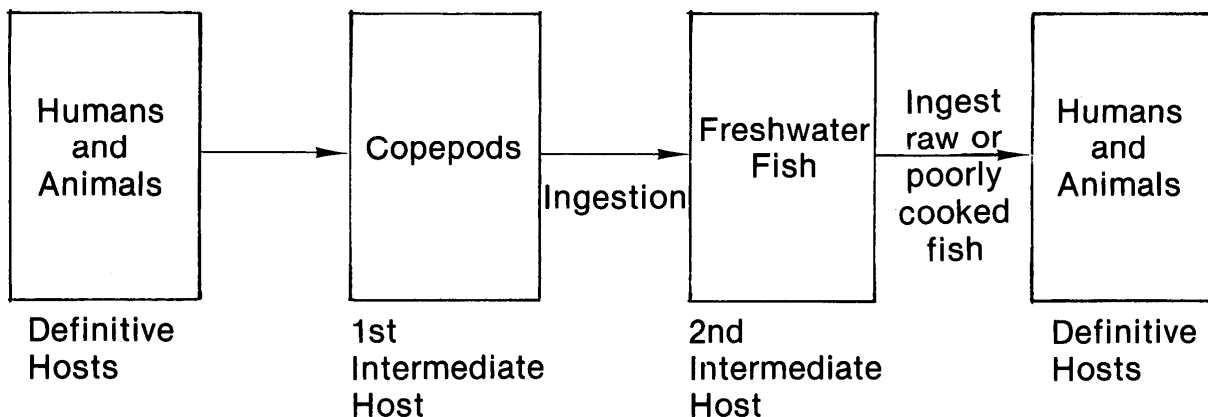 Humans
and
Animals
Definitive
Hosts
Copepods
1st
Intermediate
Host
Ingestion
Freshwater
Fish
2nd
Intermediate
Host
Ingest
raw or
poorly
cooked
fish
Humans
and
Animals
Definitive
Hosts